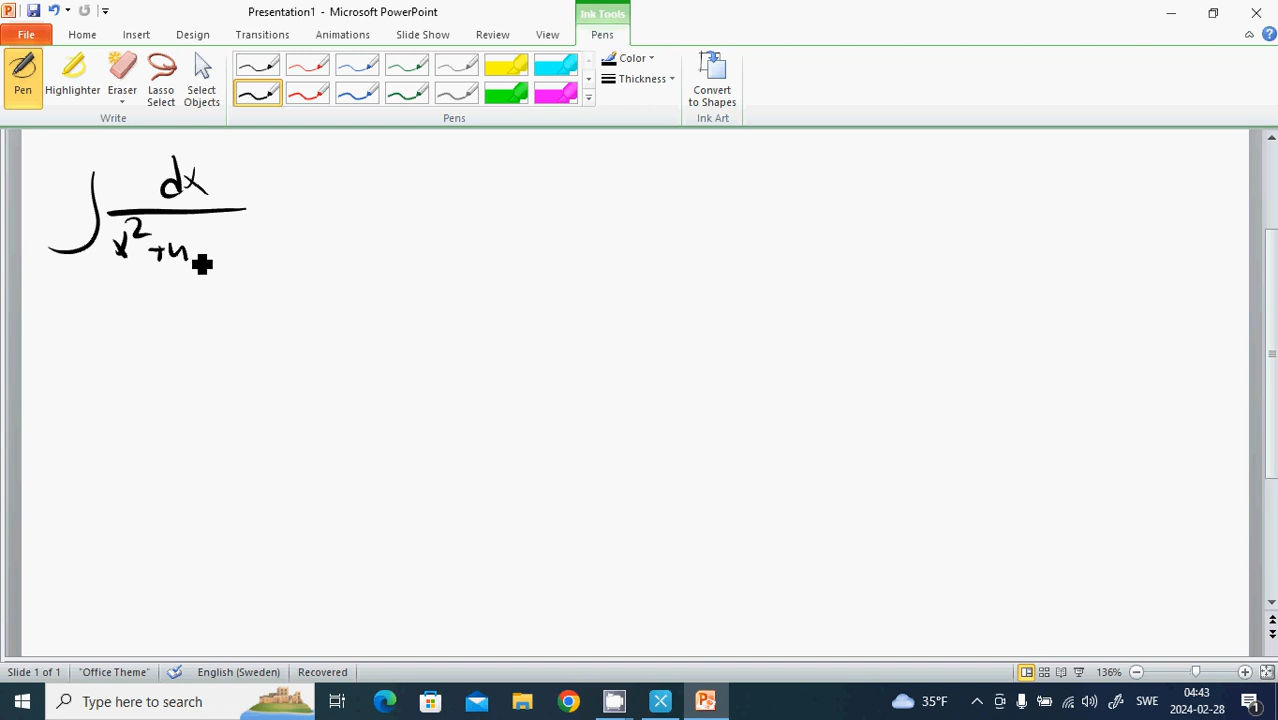 Presentation1 - Microsoft PowerPoint
Ink Tools
File Home Insert Design Transitions Animations Slide Show Review View Pens
Pen Highlighter Eraser Lasso Select Select Objects
Color
Thickness
Convert to Shapes
Write Pens Ink Art
∫ dx
x² + 4
Slide 1 of 1 "Office Theme" English (Sweden) Recovered 136%
Type here to search 35°F SWE 04:43
2024-02-28 1